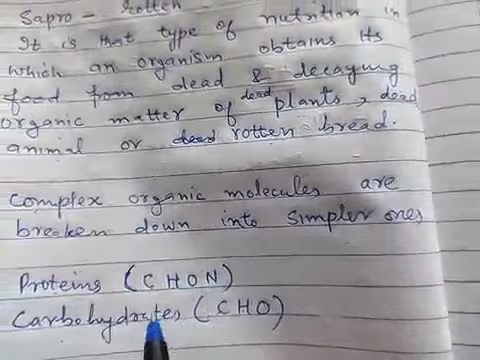 Sapro - rotten
It is that type of nutrition in
which an organism obtains its
food from dead & decaying
organic matter of dead plants, dead
animal or dead rotten bread.
Complex organic molecules are
broken down into simpler ones
Proteins (CHON)
Carbohydrates (CHO)